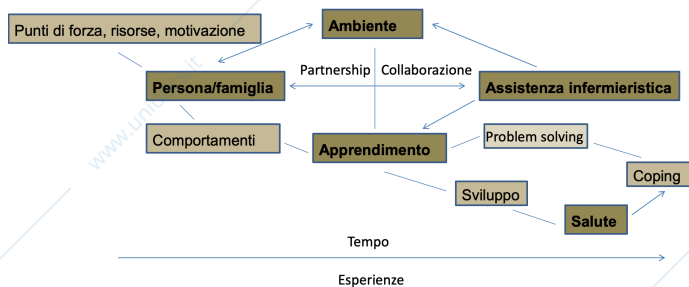 Ambiente
Punti di forza, risorse, motivazione
Partnership
Collaborazione
Persona/famiglia
Assistenza infermieristica
Comportamenti
Apprendimento
Problem solving
Coping
Sviluppo
Salute
Tempo
Esperienze